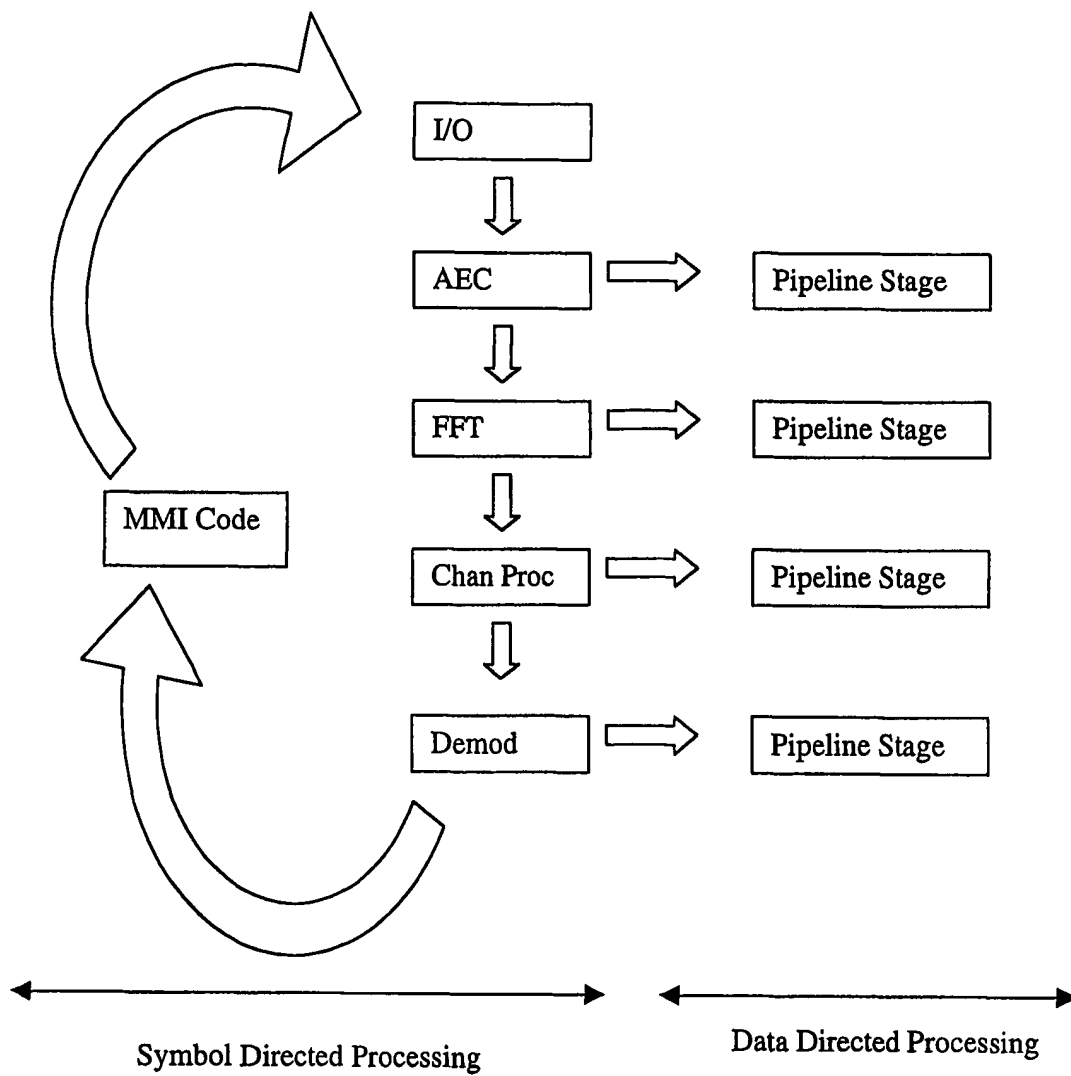 I/O
AEC
Pipeline Stage
FFT
Pipeline Stage
MMI Code
Chan Proc
Pipeline Stage
Demod
Pipeline Stage
Symbol Directed Processing
Data Directed Processing